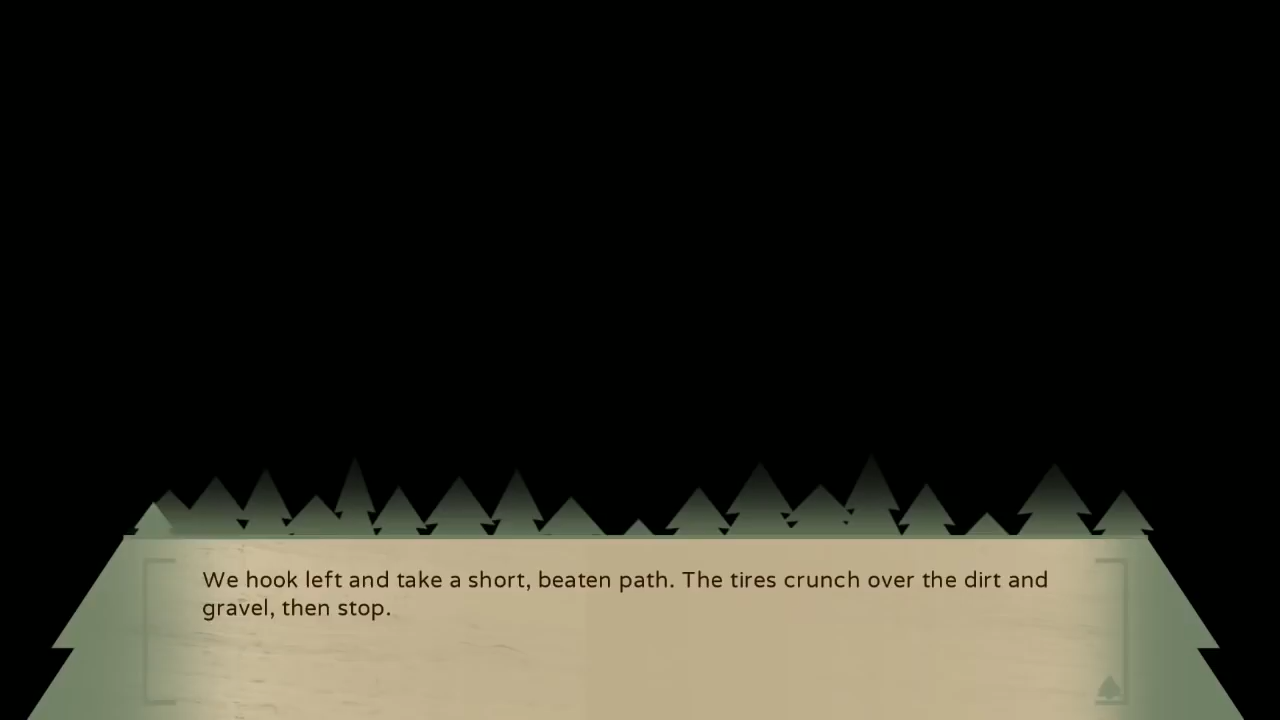 We hook left and take a short, beaten path. The tires crunch over the dirt and
gravel, then stop.